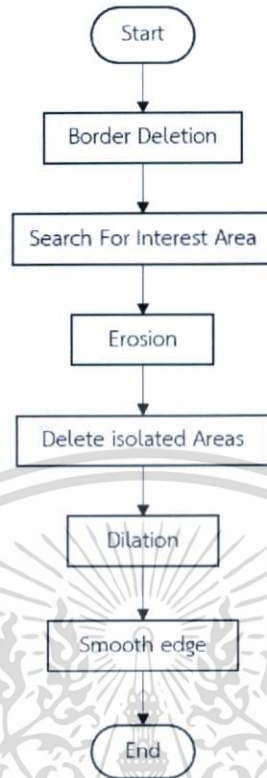 Start
Border Deletion
Search For Interest Area
Erosion
Delete isolated Areas
Dilation
Smooth edge
End